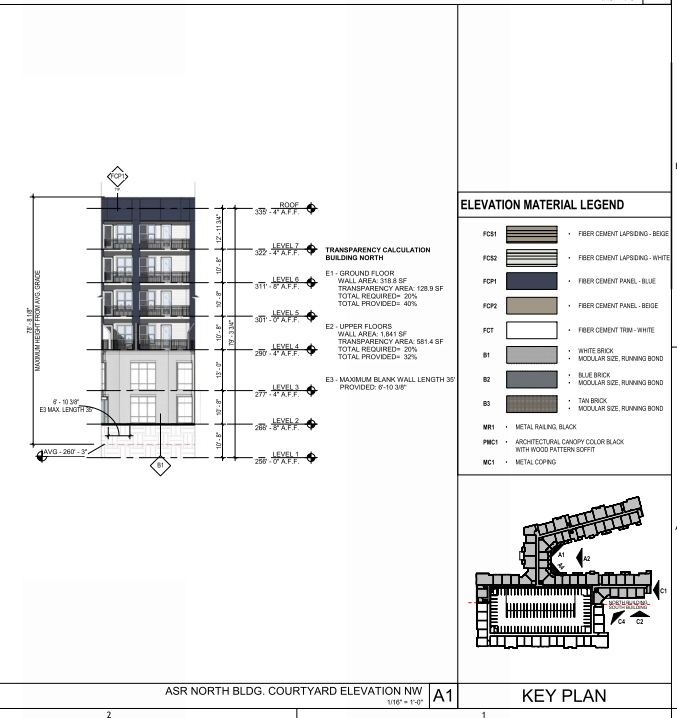 FCP1
ROOF
335' - 4" A.F.F.
12' - 11 3/4"
LEVEL 7
322' - 4" A.F.F.
10' - 8"
LEVEL 6
311' - 8" A.F.F.
10' - 8"
LEVEL 5
301' - 0" A.F.F.
10' - 8"
79' - 3 3/4"
LEVEL 4
290' - 4" A.F.F.
13' - 0"
LEVEL 3
277' - 4" A.F.F.
10' - 8"
LEVEL 2
266' - 8" A.F.F.
10' - 8"
LEVEL 1
256' - 0" A.F.F.
MAXIMUM HEIGHT FROM AVG. GRADE
6' - 10 3/8"
E3 MAX. LENGTH 35'
AVG - 260' - 3"
B1
TRANSPARENCY CALCULATION
BUILDING NORTH
E1 - GROUND FLOOR
WALL AREA: 318.8 SF
TRANSPARENCY AREA: 128.9 SF
TOTAL REQUIRED= 20%
TOTAL PROVIDED= 40%
E2 - UPPER FLOORS
WALL AREA: 1,841 SF
TRANSPARENCY AREA: 581.4 SF
TOTAL REQUIRED= 20%
TOTAL PROVIDED= 32%
E3 - MAXIMUM BLANK WALL LENGTH 35'
PROVIDED: 6'-10 3/8"
ELEVATION MATERIAL LEGEND
FCS1 • FIBER CEMENT LAPSIDING - BEIGE
FCS2 • FIBER CEMENT LAPSIDING - WHITE
FCP1 • FIBER CEMENT PANEL - BLUE
FCP2 • FIBER CEMENT PANEL - BEIGE
FCT • FIBER CEMENT TRIM - WHITE
B1 • WHITE BRICK
MODULAR SIZE, RUNNING BOND
B2 • BLUE BRICK
MODULAR SIZE, RUNNING BOND
B3 • TAN BRICK
MODULAR SIZE, RUNNING BOND
MR1 • METAL RAILING, BLACK
PMC1 • ARCHITECTURAL CANOPY COLOR BLACK
WITH WOOD PATTERN SOFFIT
MC1 • METAL COPING
A1
A2
A4
C1
NORTH BUILDING
SOUTH BUILDING
C4
C2
ASR NORTH BLDG. COURTYARD ELEVATION NW
1/16" = 1'-0"
A1
KEY PLAN
2
1